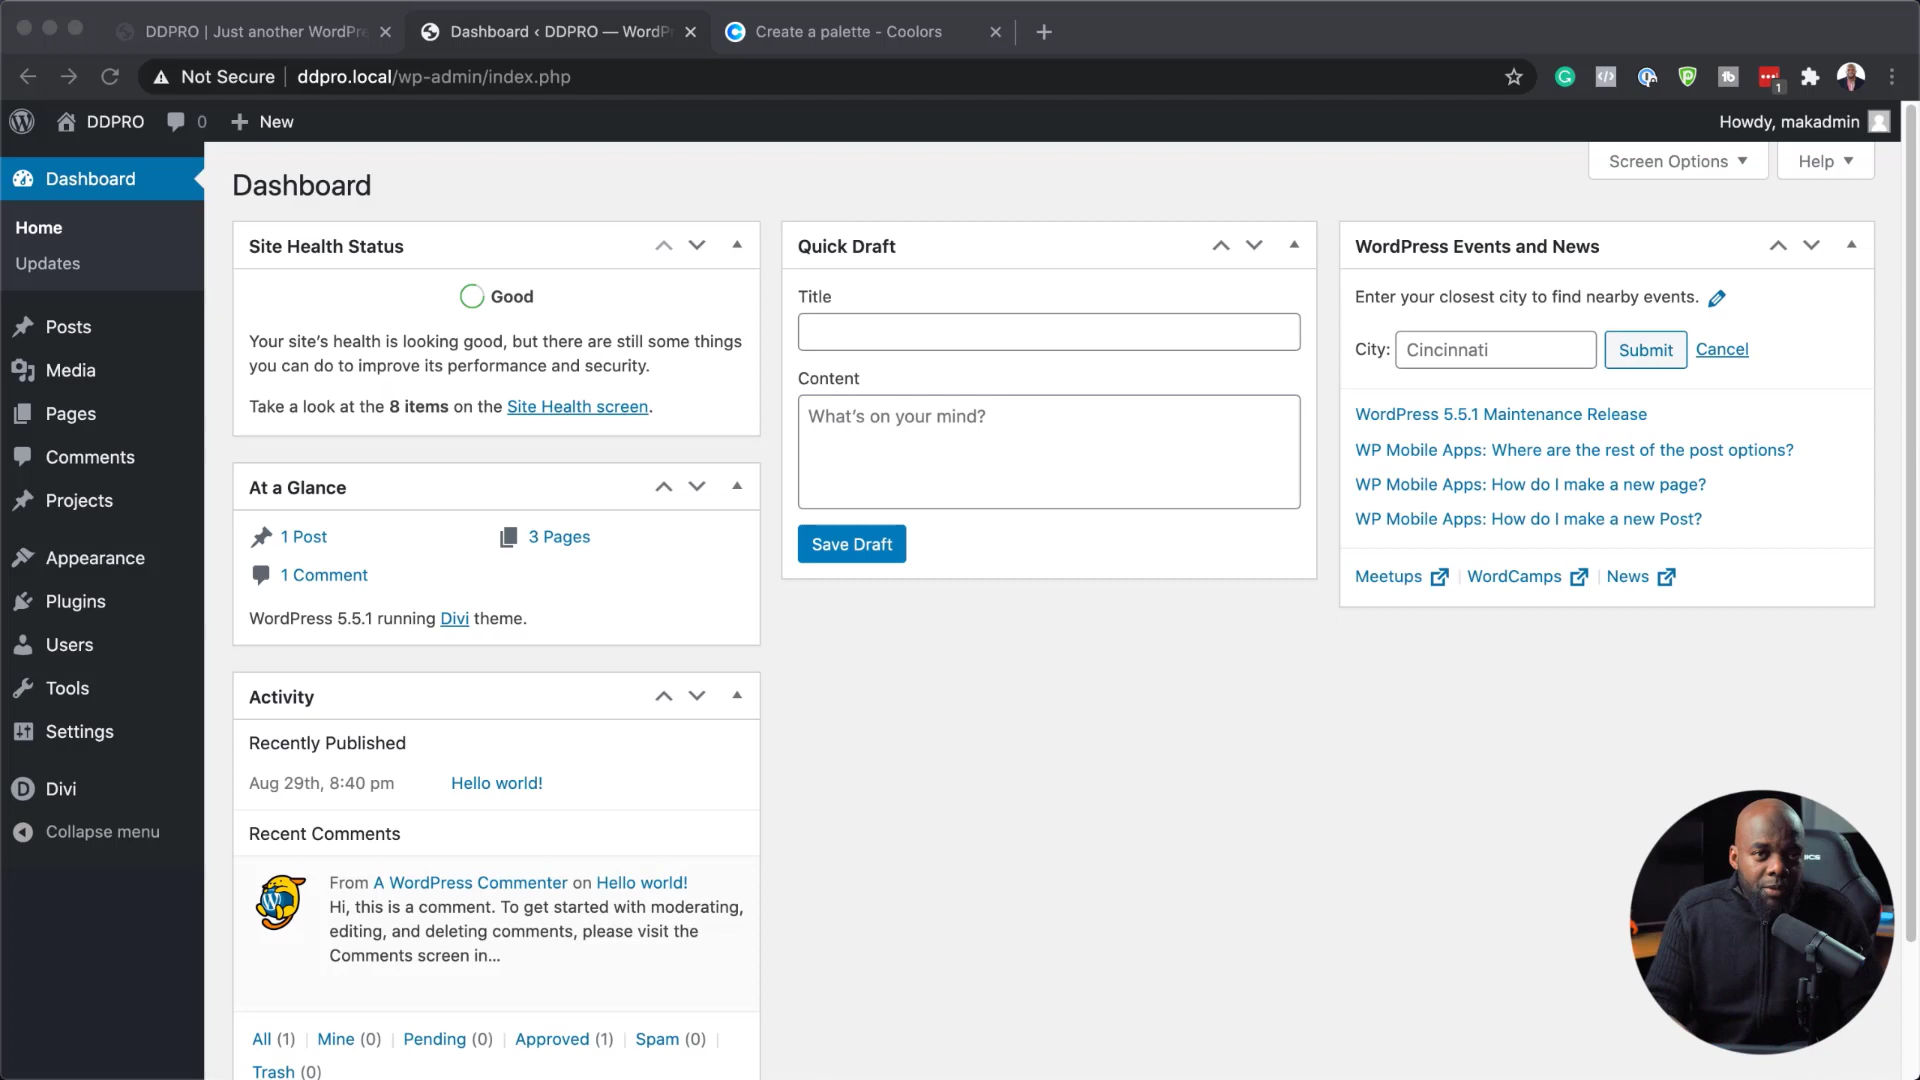 DDPRO | Just another WordPre
Dashboard ‹ DDPRO — WordP
Create a palette - Coolors
Not Secure
ddpro.local/wp-admin/index.php
1
DDPRO
0
New
Howdy, makadmin
Screen Options
Help
Dashboard
Home
Updates
Posts
Media
Pages
Comments
Projects
Appearance
Plugins
Users
Tools
Settings
Divi
Collapse menu
Dashboard
Site Health Status
Good
Your site's health is looking good, but there are still some things
you can do to improve its performance and security.
Take a look at the 8 items on the Site Health screen.
At a Glance
1 Post
3 Pages
1 Comment
WordPress 5.5.1 running Divi theme.
Activity
Recently Published
Aug 29th, 8:40 pm
Hello world!
Recent Comments
From A WordPress Commenter on Hello world!
Hi, this is a comment. To get started with moderating,
editing, and deleting comments, please visit the
Comments screen in…
All (1) | Mine (0) | Pending (0) | Approved (1) | Spam (0) |
Trash (0)
Quick Draft
Title
Content
What's on your mind?
Save Draft
WordPress Events and News
Enter your closest city to find nearby events.
City:
Cincinnati
Submit
Cancel
WordPress 5.5.1 Maintenance Release
WP Mobile Apps: Where are the rest of the post options?
WP Mobile Apps: How do I make a new page?
WP Mobile Apps: How do I make a new Post?
Meetups | WordCamps | News